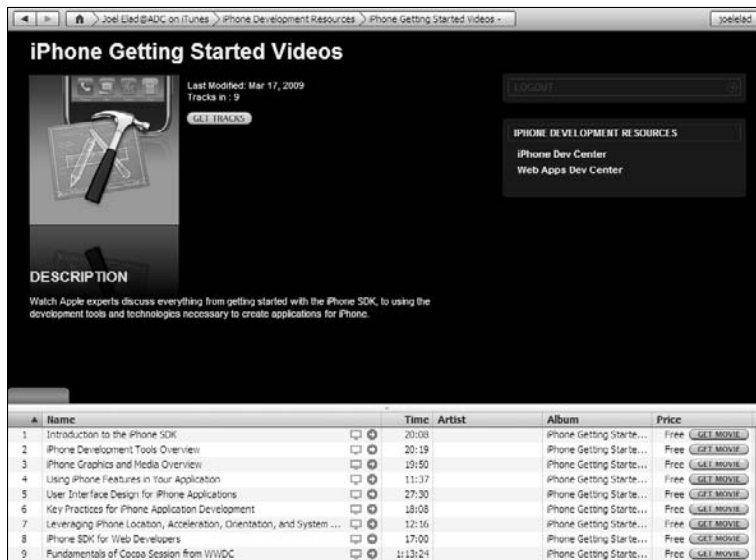 Joel Elad@ADC on iTunes iPhone Development Resources iPhone Getting Started Videos joelelad
iPhone Getting Started Videos
Last Modified: Mar 17, 2009
Tracks in : 9
GET TRACKS
LOGOUT
IPHONE DEVELOPMENT RESOURCES
iPhone Dev Center
Web Apps Dev Center
DESCRIPTION
Watch Apple experts discuss everything from getting started with the iPhone SDK, to using the
development tools and technologies necessary to create applications for iPhone.
Name Time Artist Album Price
1 Introduction to the iPhone SDK 20:08 iPhone Getting Starte... Free GET MOVIE
2 iPhone Development Tools Overview 20:19 iPhone Getting Starte... Free GET MOVIE
3 iPhone Graphics and Media Overview 19:50 iPhone Getting Starte... Free GET MOVIE
4 Using iPhone Features in Your Application 11:37 iPhone Getting Starte... Free GET MOVIE
5 User Interface Design for iPhone Applications 27:30 iPhone Getting Starte... Free GET MOVIE
6 Key Practices for iPhone Application Development 18:08 iPhone Getting Starte... Free GET MOVIE
7 Leveraging iPhone Location, Acceleration, Orientation, and System ... 12:16 iPhone Getting Starte... Free GET MOVIE
8 iPhone SDK for Web Developers 17:00 iPhone Getting Starte... Free GET MOVIE
9 Fundamentals of Cocoa Session from WWDC 1:13:24 iPhone Getting Starte... Free GET MOVIE